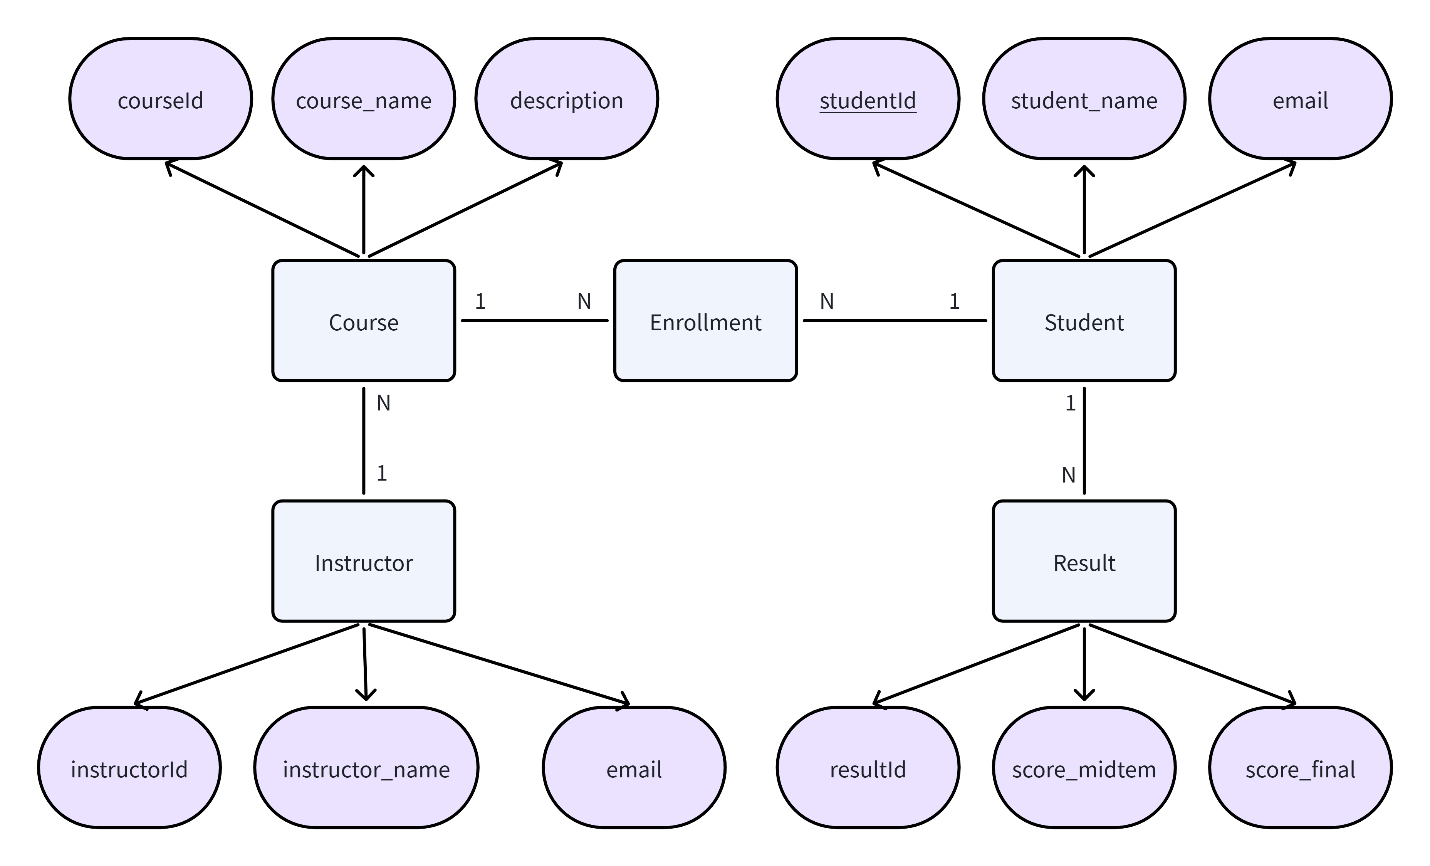 courseId
course_name
description
studentId
student_name
email
Course
1
N
Enrollment
N
1
Student
N
1
1
N
Instructor
Result
instructorId
instructor_name
email
resultId
score_midtem
score_final